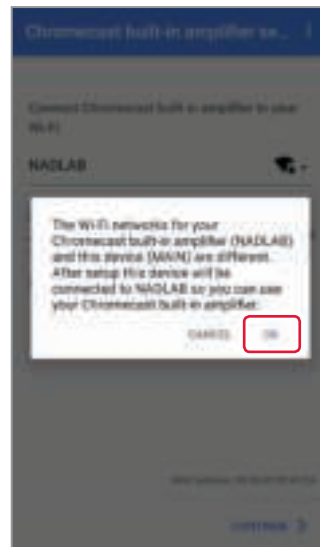 Chromecast built-in amplifier se...
Connect Chromecast built-in amplifier to your
Wi-Fi
NADLAB
The Wi-Fi networks for your
Chromecast built-in amplifier (NADLAB)
and this device (MAIN) are different.
After setup this device will be
connected to NADLAB so you can use
your Chromecast built-in amplifier.
CANCEL OK
CONTINUE